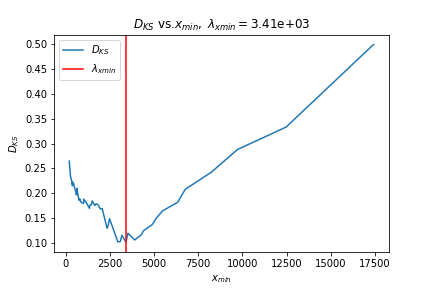 D_KS vs.x_min, λ_xmin = 3.41e+03
D_KS
λ_xmin
0.50
0.45
0.40
0.35
0.30
0.25
0.20
0.15
0.10
D_KS
0 2500 5000 7500 10000 12500 15000 17500
x_min